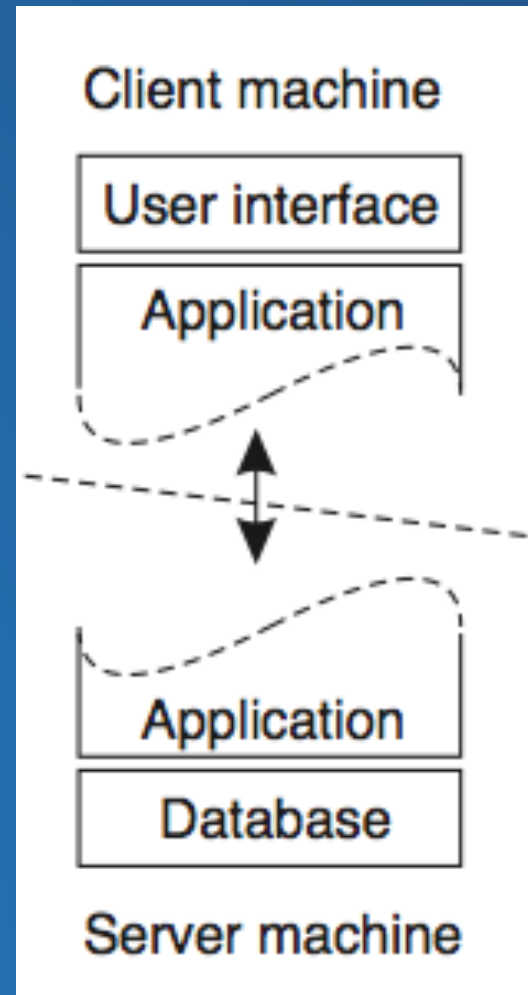 Client machine
User interface
Application
Application
Database
Server machine